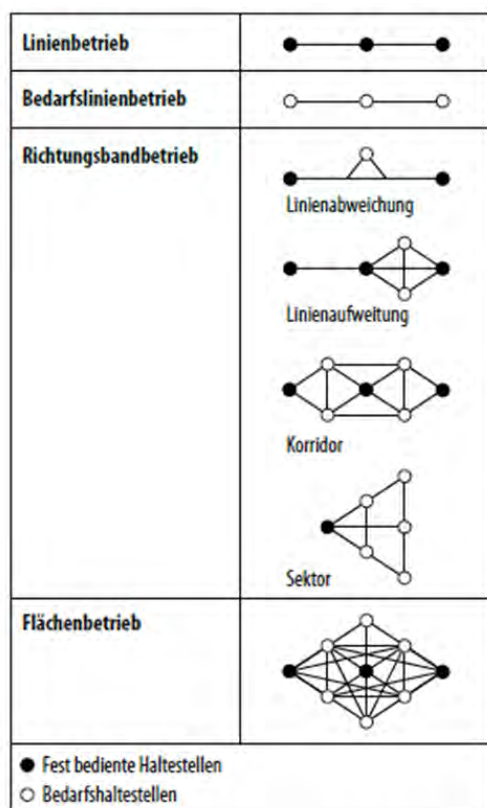 Linienbetrieb
Bedarfslinienbetrieb
Richtungsbandbetrieb
Linienabweichung
Linienaufweitung
Korridor
Sektor
Flächenbetrieb
Fest bediente Haltestellen
Bedarfshaltestellen